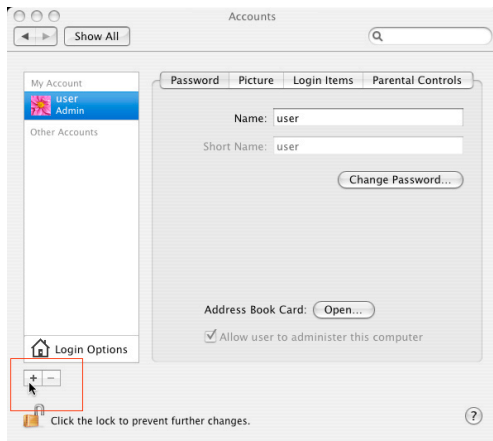 Accounts
Show All
My Account
user
Admin
Other Accounts
Login Options
+ −
Password Picture Login Items Parental Controls
Name: user
Short Name: user
Change Password...
Address Book Card: Open...
Allow user to administer this computer
Click the lock to prevent further changes.
?